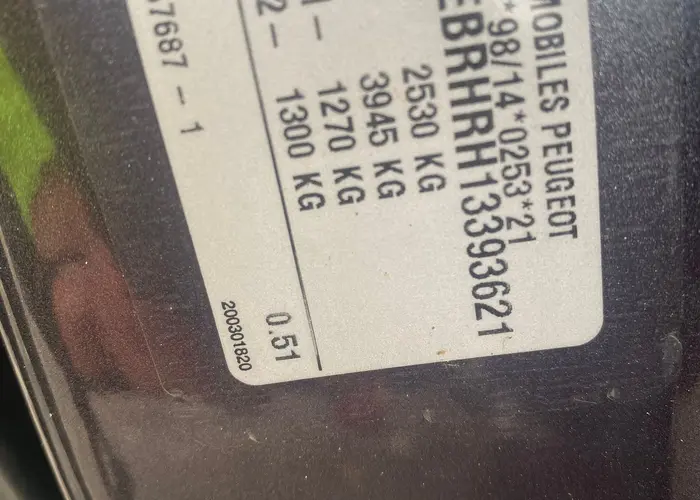 MOBILES PEUGEOT
*98/14*0253*21
EBRHRH13393621
2530 KG
3945 KG
1 - 1270 KG
2 - 1300 KG
0.51
7687 - 1
200301820